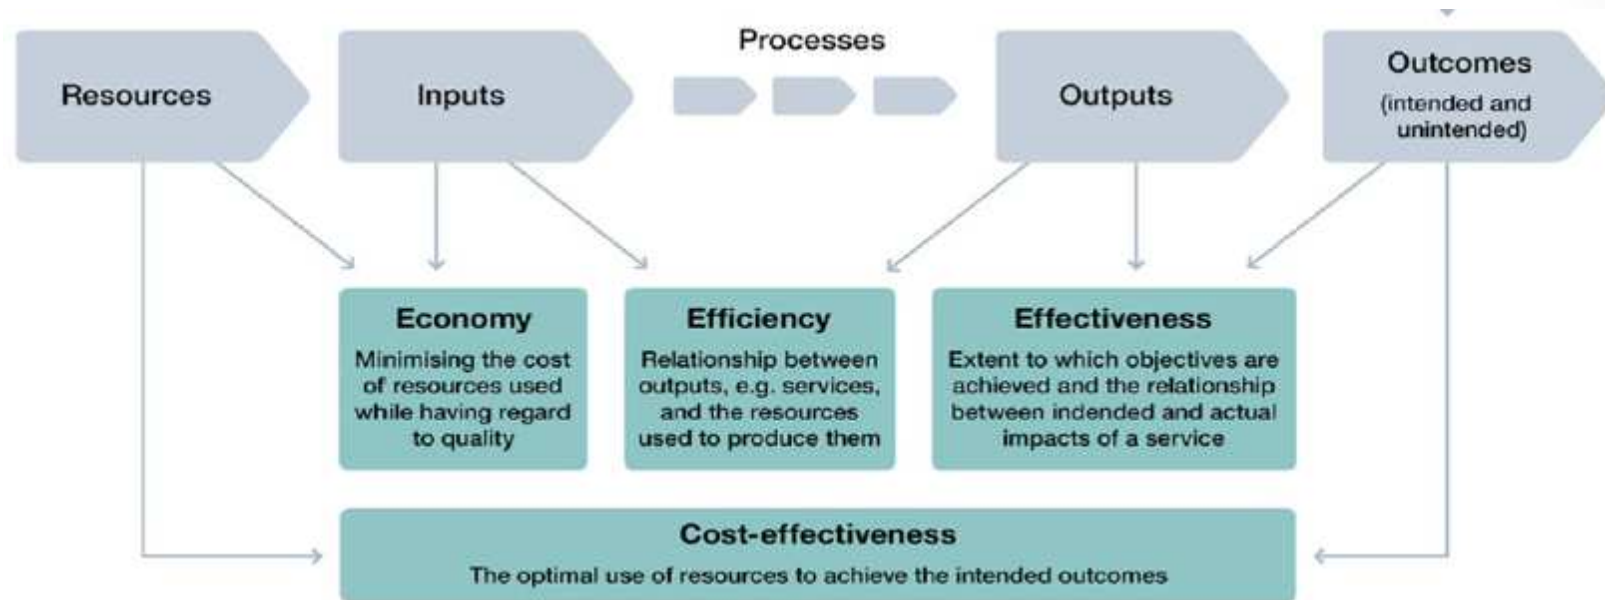 Resources
Inputs
Processes
Outputs
Outcomes
(intended and
unintended)
Economy
Minimising the cost
of resources used
while having regard
to quality
Efficiency
Relationship between
outputs, e.g. services,
and the resources
used to produce them
Effectiveness
Extent to which objectives are
achieved and the relationship
between indended and actual
impacts of a service
Cost-effectiveness
The optimal use of resources to achieve the intended outcomes